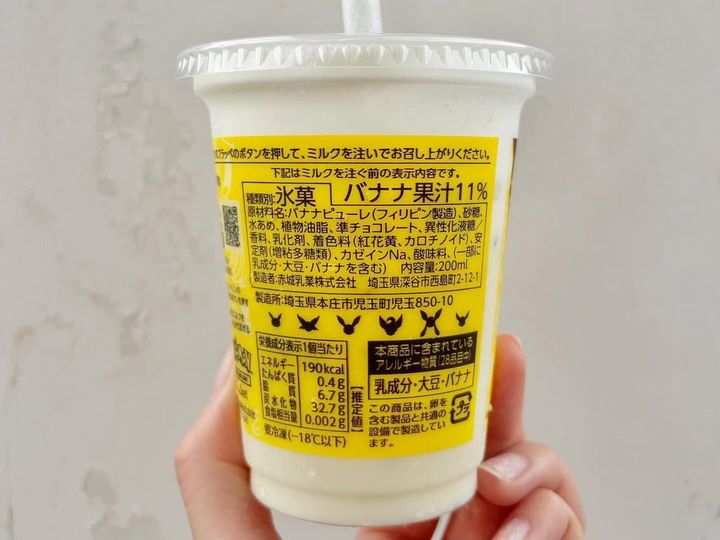 フラッペのボタンを押して、ミルクを注いでお召し上がりください。
下記はミルクを注ぐ前の表示内容です。
種類別:氷菓 バナナ果汁11%
原材料名:バナナピューレ(フィリピン製造)、砂糖、
水あめ、植物油脂、準チョコレート、異性化液糖/
香料、乳化剤、着色料(紅花黄、カロチノイド)、安
定剤(増粘多糖類)、カゼインNa、酸味料、(一部に
乳成分・大豆・バナナを含む) 内容量:200ml
製造者:赤城乳業株式会社 埼玉県深谷市西島町2-12-1
製造所:埼玉県本庄市児玉町児玉850-10
栄養成分表示1個当たり
エネルギー 190kcal
たんぱく質 0.4g
脂質 6.7g
炭水化物 32.7g
食塩相当量 0.002g
【推定値】
要冷凍(-18℃以下)
本商品に含まれている
アレルギー物質(28品目中)
乳成分・大豆・バナナ
この商品は、卵を
含む製品と共通の
設備で製造してい
ます。
プラ